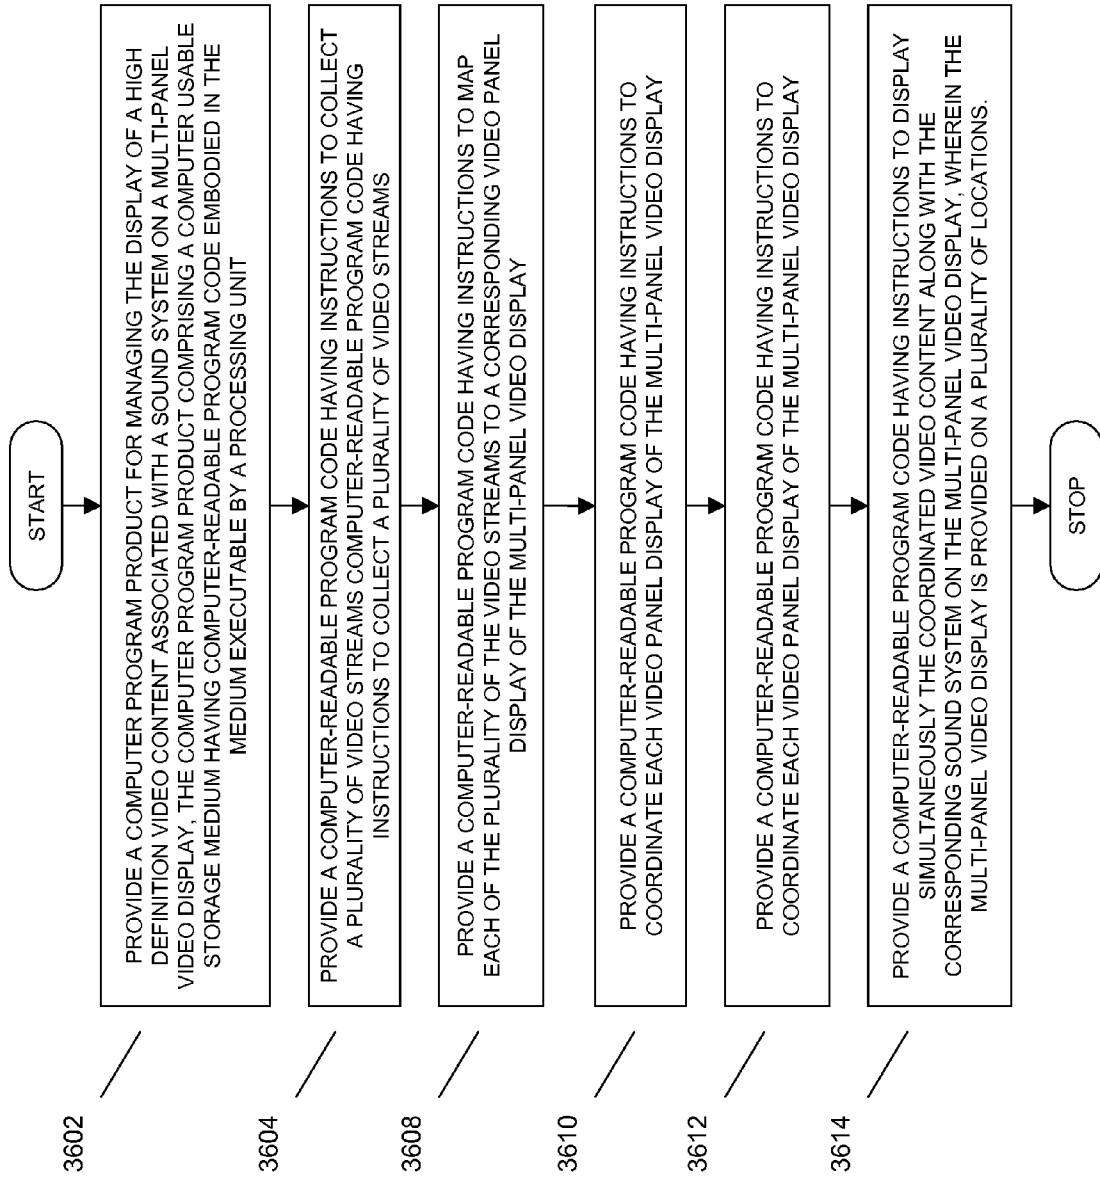 START
3602
PROVIDE A COMPUTER PROGRAM PRODUCT FOR MANAGING THE DISPLAY OF A HIGH
DEFINITION VIDEO CONTENT ASSOCIATED WITH A SOUND SYSTEM ON A MULTI-PANEL
VIDEO DISPLAY, THE COMPUTER PROGRAM PRODUCT COMPRISING A COMPUTER USABLE
STORAGE MEDIUM HAVING COMPUTER-READABLE PROGRAM CODE EMBODIED IN THE
MEDIUM EXECUTABLE BY A PROCESSING UNIT
3604
PROVIDE A COMPUTER-READABLE PROGRAM CODE HAVING INSTRUCTIONS TO COLLECT
A PLURALITY OF VIDEO STREAMS COMPUTER-READABLE PROGRAM CODE HAVING
INSTRUCTIONS TO COLLECT A PLURALITY OF VIDEO STREAMS
3608
PROVIDE A COMPUTER-READABLE PROGRAM CODE HAVING INSTRUCTIONS TO MAP
EACH OF THE PLURALITY OF THE VIDEO STREAMS TO A CORRESPONDING VIDEO PANEL
DISPLAY OF THE MULTI-PANEL VIDEO DISPLAY
3610
PROVIDE A COMPUTER-READABLE PROGRAM CODE HAVING INSTRUCTIONS TO
COORDINATE EACH VIDEO PANEL DISPLAY OF THE MULTI-PANEL VIDEO DISPLAY
3612
PROVIDE A COMPUTER-READABLE PROGRAM CODE HAVING INSTRUCTIONS TO
COORDINATE EACH VIDEO PANEL DISPLAY OF THE MULTI-PANEL VIDEO DISPLAY
3614
PROVIDE A COMPUTER-READABLE PROGRAM CODE HAVING INSTRUCTIONS TO DISPLAY
SIMULTANEOUSLY THE COORDINATED VIDEO CONTENT ALONG WITH THE
CORRESPONDING SOUND SYSTEM ON THE MULTI-PANEL VIDEO DISPLAY, WHEREIN THE
MULTI-PANEL VIDEO DISPLAY IS PROVIDED ON A PLURALITY OF LOCATIONS.
STOP